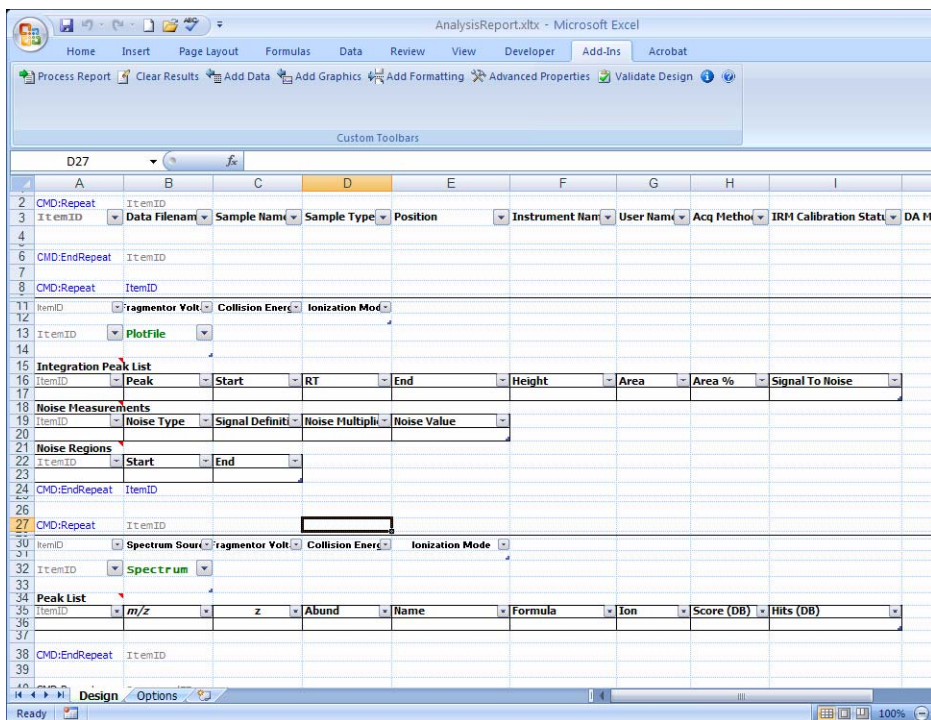 AnalysisReport.xltx - Microsoft Excel
Home Insert Page Layout Formulas Data Review View Developer Add-Ins Acrobat
Process Report Clear Results Add Data Add Graphics Add Formatting Advanced Properties Validate Design
Custom Toolbars
D27 fx
A B C D E F G H I
2 CMD:Repeat ItemID
3 ItemID Data Filenam Sample Name Sample Type Position Instrument Nam User Name Acq Metho IRM Calibration Statu DA M
4
6 CMD:EndRepeat ItemID
7
8 CMD:Repeat ItemID
11 ItemID Fragmentor Volt Collision Energ Ionization Mod
12
13 ItemID PlotFile
14
15 Integration Peak List
16 ItemID Peak Start RT End Height Area Area % Signal To Noise
17
18 Noise Measurements
19 ItemID Noise Type Signal Definiti Noise Multipli Noise Value
20
21 Noise Regions
22 ItemID Start End
23
24 CMD:EndRepeat ItemID
26
27 CMD:Repeat ItemID
30 ItemID Spectrum Sourc Fragmentor Volt Collision Energ Ionization Mode
31
32 ItemID Spectrum
33
34 Peak List
35 ItemID m/z z Abund Name Formula Ion Score (DB) Hits (DB)
36
37
38 CMD:EndRepeat ItemID
39
Design Options
Ready 100%